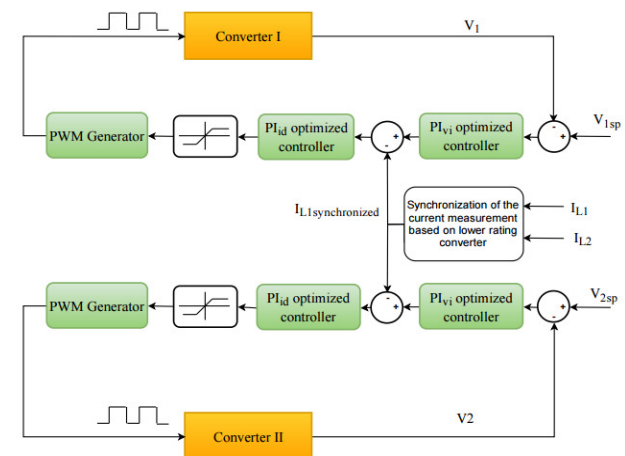 Converter I
V1
PWM Generator
PIid optimized
controller
+
-
PIvi optimized
controller
-
+
V1sp
IL1synchronized
Synchronization of the
current measurement
based on lower rating
converter
IL1
IL2
PWM Generator
PIid optimized
controller
-
+
PIvi optimized
controller
+
-
V2sp
Converter II
V2